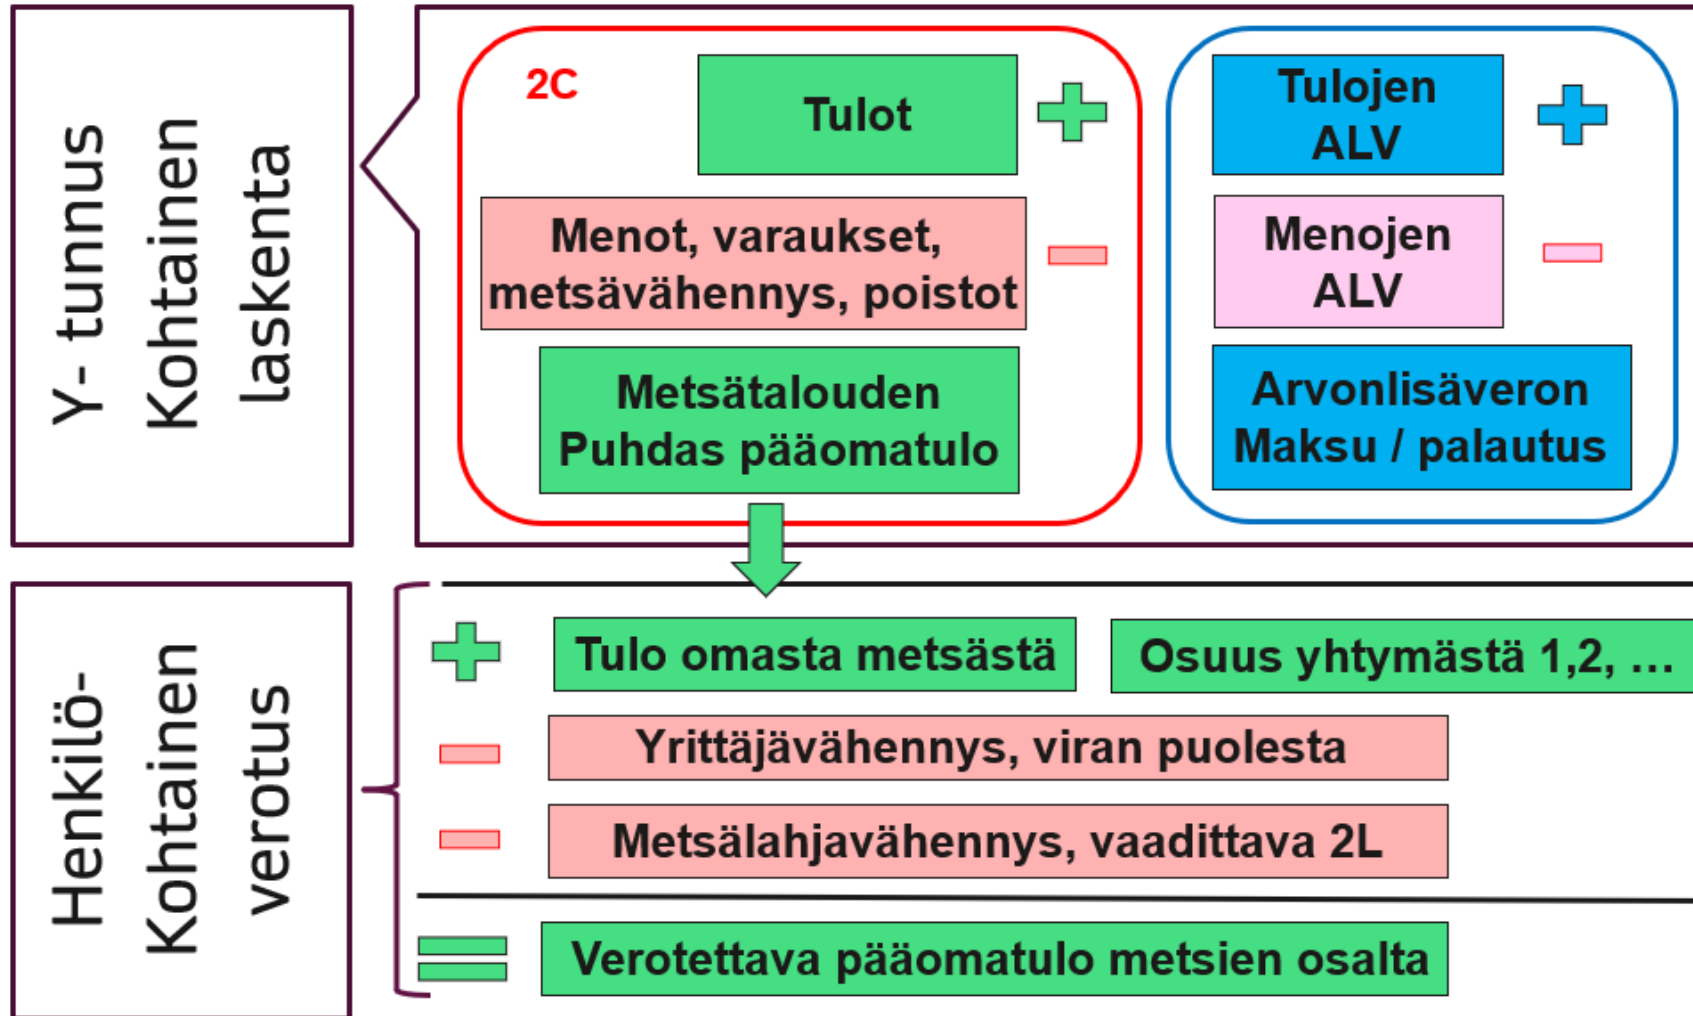 Y- tunnus
Kohtainen
laskenta
2C
Tulot
Menot, varaukset,
metsävähennys, poistot
Metsätalouden
Puhdas pääomatulo
Tulojen
ALV
Menojen
ALV
Arvonlisäveron
Maksu / palautus
Henkilö-
Kohtainen
verotus
Tulo omasta metsästä
Osuus yhtymästä 1,2, ...
Yrittäjävähennys, viran puolesta
Metsälahjavähennys, vaadittava 2L
Verotettava pääomatulo metsien osalta